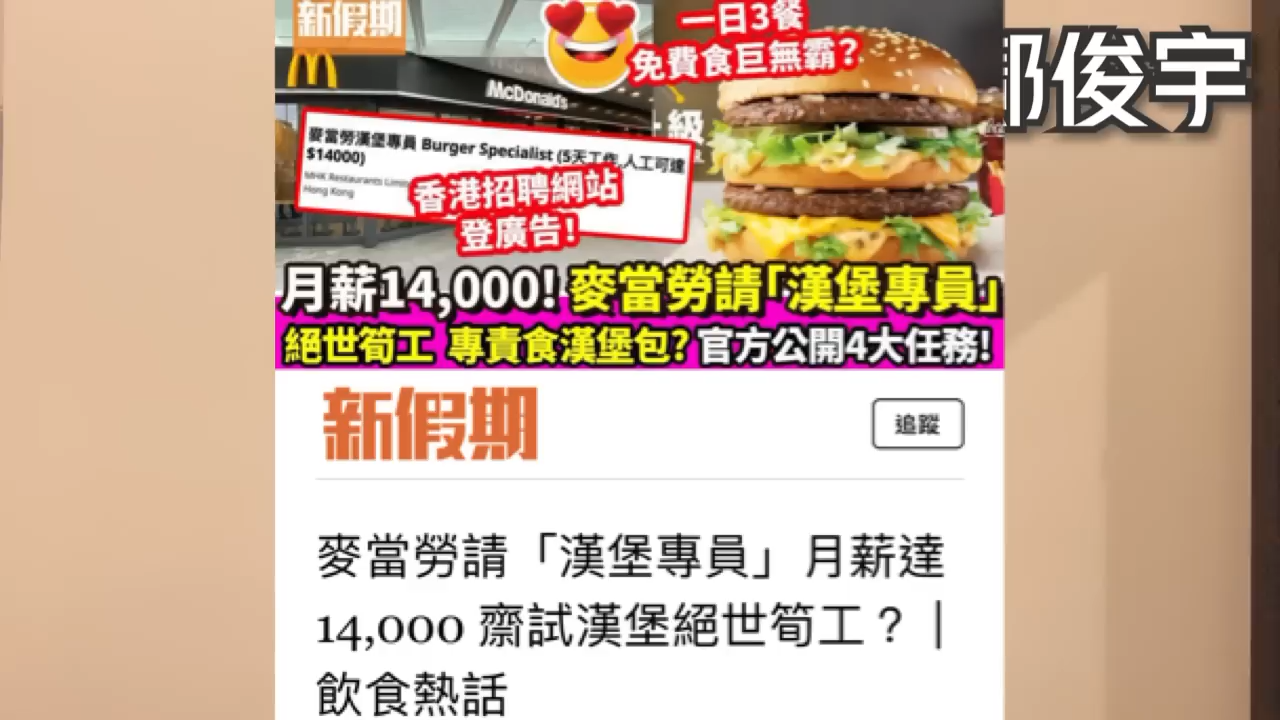 新假期
一日3餐
免費食巨無霸?
McDonald's
級
俊宇
麥當勞漢堡專員 Burger Specialist (5天工作,人工可達
$14000)
MHK Restaurants
Hong Kong
香港招聘網站
登廣告!
月薪14,000! 麥當勞請「漢堡專員」
絕世筍工 專責食漢堡包? 官方公開4大任務!
新假期
追蹤
麥當勞請「漢堡專員」月薪達
14,000 齋試漢堡絕世筍工?|
飲食熱話